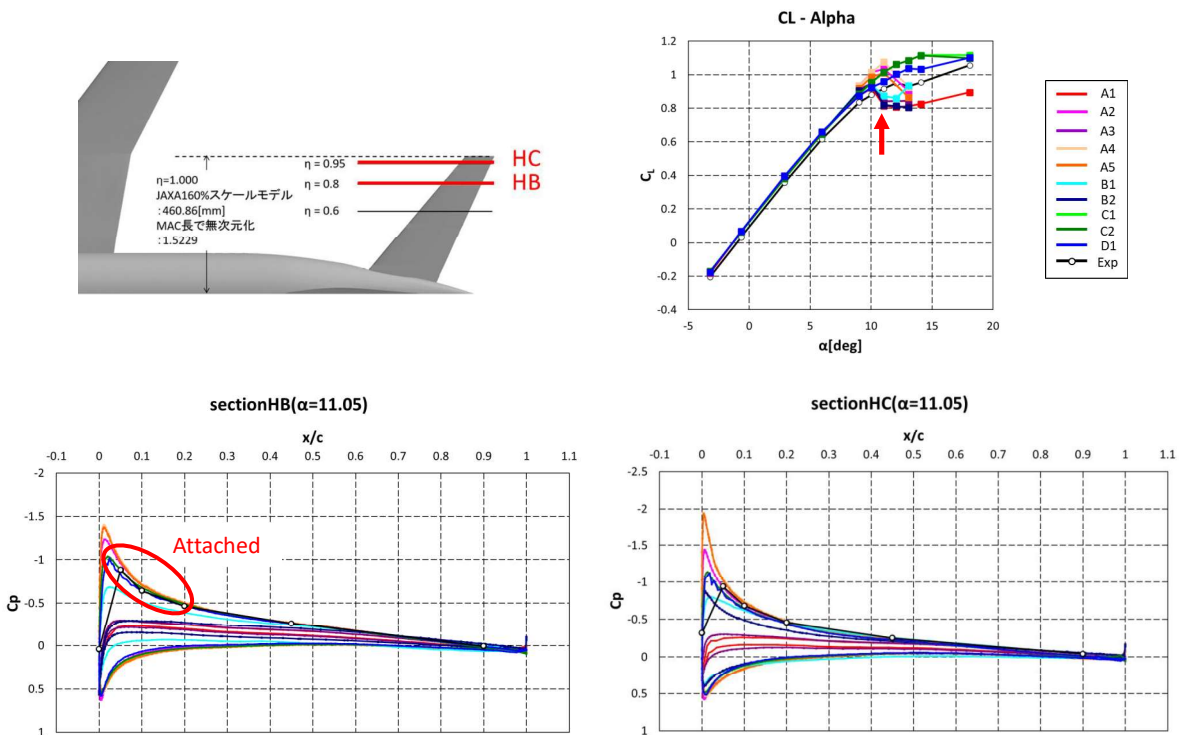 η=1.000
JAXA160%スケールモデル
:460.86[mm]
MAC長で無次元化
:1.5229
η = 0.95
η = 0.8
η = 0.6
HC
HB
CL - Alpha
1.2
1
0.8
0.6
0.4
0.2
0
-0.2
-0.4
-5
0
5
10
15
20
CL
α[deg]
A1
A2
A3
A4
A5
B1
B2
C1
C2
D1
Exp
sectionHB(α=11.05)
x/c
-0.1 0 0.1 0.2 0.3 0.4 0.5 0.6 0.7 0.8 0.9 1 1.1
-2
-1.5
-1
-0.5
0
0.5
1
Cp
Attached
sectionHC(α=11.05)
x/c
-0.1 0 0.1 0.2 0.3 0.4 0.5 0.6 0.7 0.8 0.9 1 1.1
-2.5
-2
-1.5
-1
-0.5
0
0.5
1
Cp